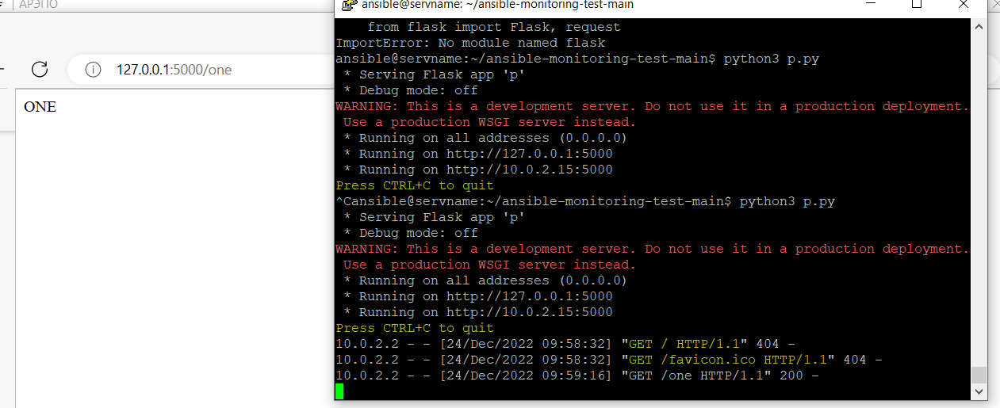 АРЭПО
127.0.0.1:5000/one
ONE
ansible@servname: ~/ansible-monitoring-test-main
from flask import Flask, request
ImportError: No module named flask
ansible@servname:~/ansible-monitoring-test-main$ python3 p.py
* Serving Flask app 'p'
* Debug mode: off
WARNING: This is a development server. Do not use it in a production deployment.
Use a production WSGI server instead.
* Running on all addresses (0.0.0.0)
* Running on http://127.0.0.1:5000
* Running on http://10.0.2.15:5000
Press CTRL+C to quit
^Cansible@servname:~/ansible-monitoring-test-main$ python3 p.py
* Serving Flask app 'p'
* Debug mode: off
WARNING: This is a development server. Do not use it in a production deployment.
Use a production WSGI server instead.
* Running on all addresses (0.0.0.0)
* Running on http://127.0.0.1:5000
* Running on http://10.0.2.15:5000
Press CTRL+C to quit
10.0.2.2 - - [24/Dec/2022 09:58:32] "GET / HTTP/1.1" 404 -
10.0.2.2 - - [24/Dec/2022 09:58:32] "GET /favicon.ico HTTP/1.1" 404 -
10.0.2.2 - - [24/Dec/2022 09:59:16] "GET /one HTTP/1.1" 200 -